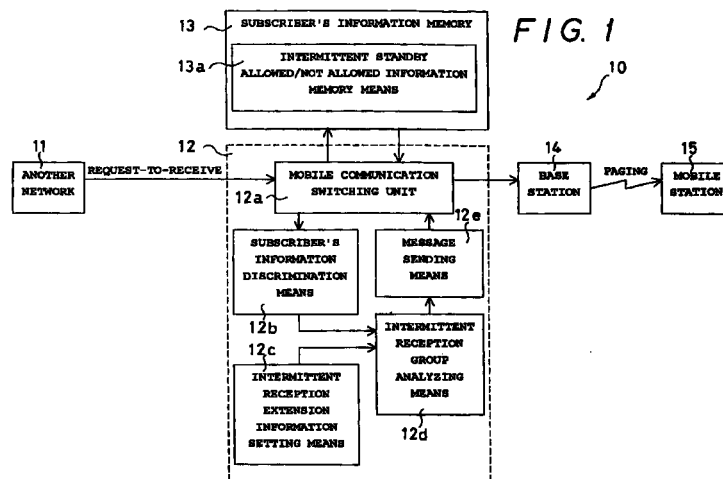 FIG. 1
10
13
SUBSCRIBER'S INFORMATION MEMORY
13a
INTERMITTENT STANDBY
ALLOWED/NOT ALLOWED INFORMATION
MEMORY MEANS
11
ANOTHER
NETWORK
REQUEST-TO-RECEIVE
12
MOBILE COMMUNICATION
SWITCHING UNIT
12a
14
BASE
STATION
PAGING
15
MOBILE
STATION
SUBSCRIBER'S
INFORMATION
DISCRIMINATION
MEANS
12b
12e
MESSAGE
SENDING
MEANS
12c
INTERMITTENT
RECEPTION
EXTENSION
INFORMATION
SETTING MEANS
INTERMITTENT
RECEPTION
GROUP
ANALYZING
MEANS
12d